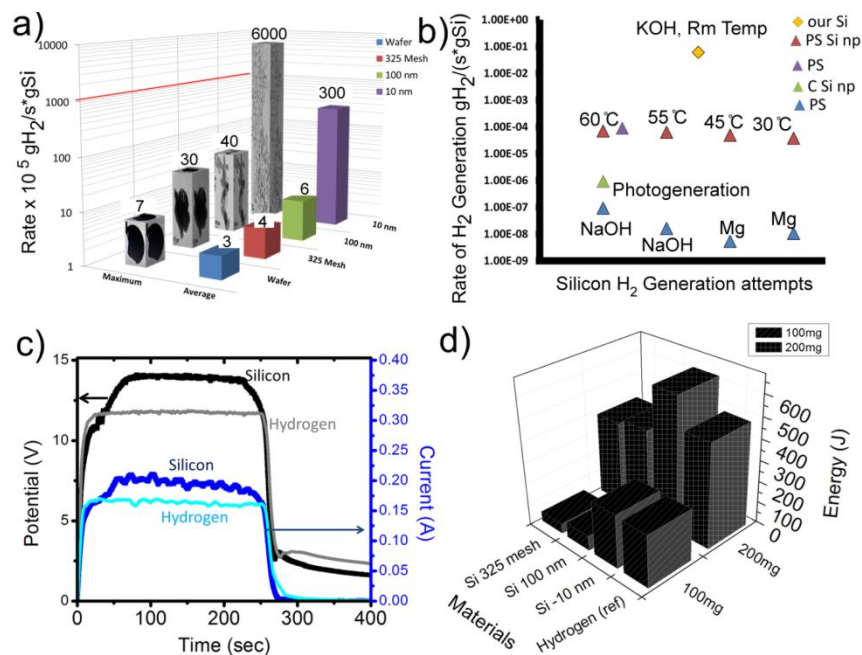 a)
Rate x 10⁵ gH₂/s*gSi
10000
1000
100
10
1
7
30
40
6000
3
4
6
300
Maximum
Average
Wafer
325 Mesh
100 nm
10 nm
Wafer
325 Mesh
100 nm
10 nm
b)
Rate of H₂ Generation gH₂/(s*gSi)
1.00E+00
1.00E-01
1.00E-02
1.00E-03
1.00E-04
1.00E-05
1.00E-06
1.00E-07
1.00E-08
1.00E-09
KOH, Rm Temp
60°C
55°C
45°C
30°C
Photogeneration
NaOH
NaOH
Mg
Mg
our Si
PS Si np
PS
C Si np
PS
Silicon H₂ Generation attempts
c)
Potential (V)
15
10
5
0
Silicon
Hydrogen
Silicon
Hydrogen
0.40
0.35
0.30
0.25
0.20
0.15
0.10
0.05
0.00
Current (A)
0 100 200 300 400
Time (sec)
d)
100mg
200mg
600
500
400
300
200
100
0
Energy (J)
Si 325 mesh
Si 100 nm
Si -10 nm
Hydrogen (ref)
Materials
100mg
200mg